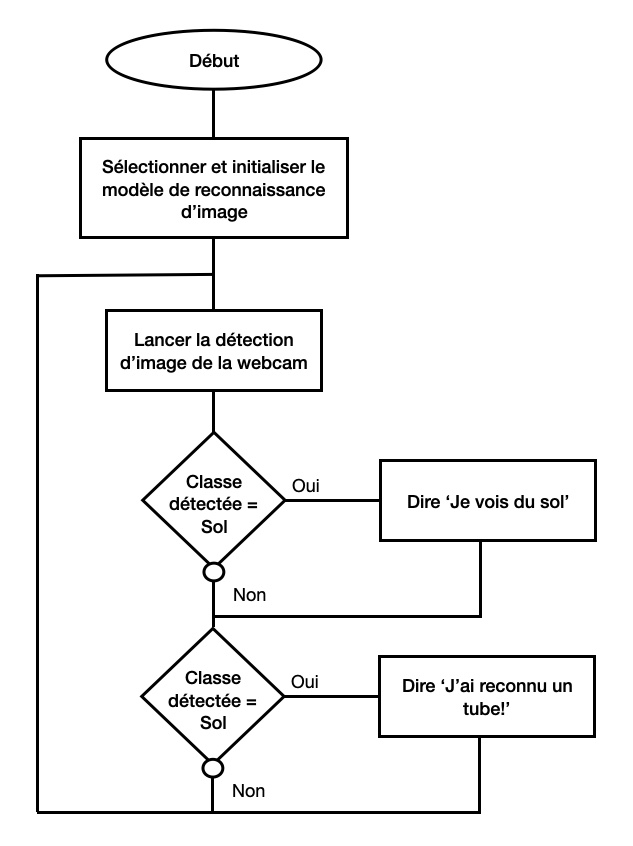 Début
Sélectionner et initialiser le
modèle de reconnaissance
d'image
Lancer la détection
d'image de la webcam
Classe
détectée =
Sol
Oui
Dire ‘Je vois du sol’
Non
Classe
détectée =
Sol
Oui
Dire ‘J’ai reconnu un
tube!’
Non